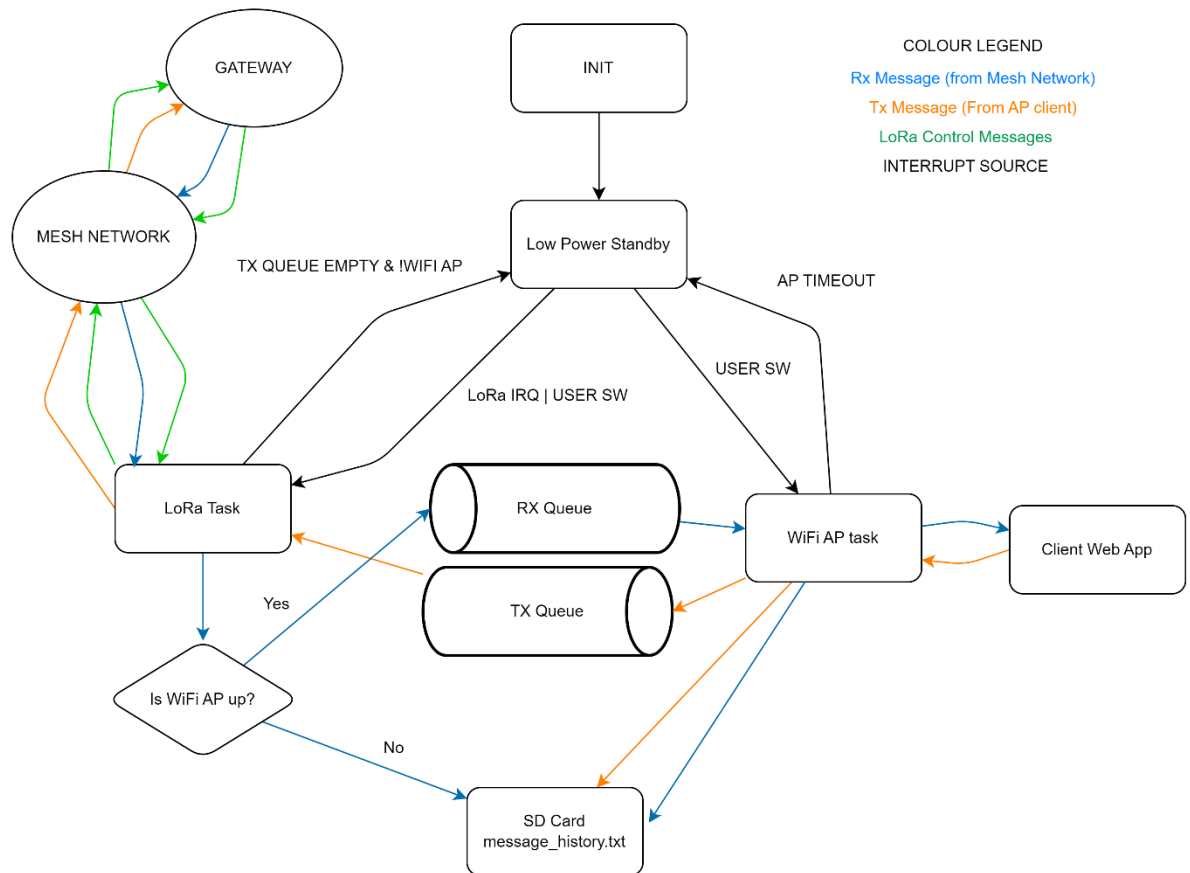 GATEWAY
INIT
COLOUR LEGEND
Rx Message (from Mesh Network)
Tx Message (From AP client)
LoRa Control Messages
INTERRUPT SOURCE
MESH NETWORK
Low Power Standby
TX QUEUE EMPTY & !WIFI AP
AP TIMEOUT
USER SW
LoRa IRQ | USER SW
LoRa Task
RX Queue
WiFi AP task
Client Web App
Yes
TX Queue
Is WiFi AP up?
No
SD Card
message_history.txt